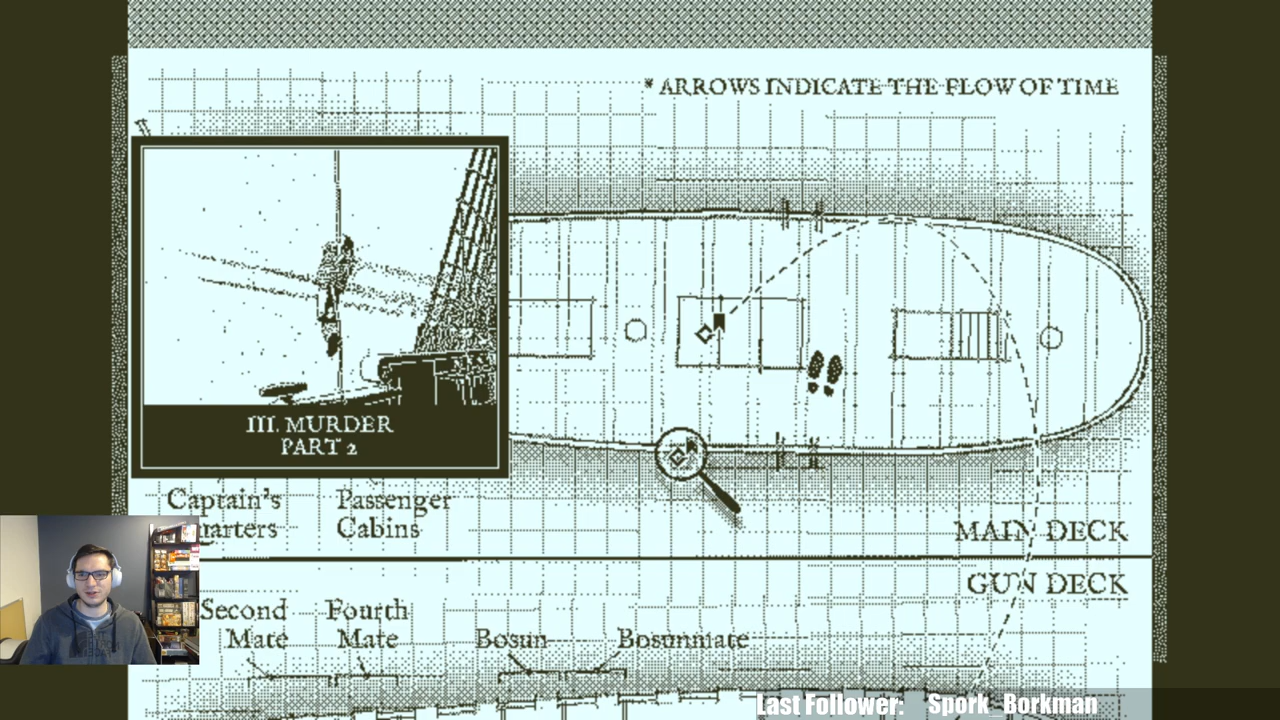 * ARROWS INDICATE THE FLOW OF TIME
III. MURDER
PART 2
Captain's
uarters
Passenger
Cabins
MAIN DECK
GUN DECK
Second
Mate
Fourth
Mate
Bosun
Bosunmate
Last Follower: Spork_Borkman